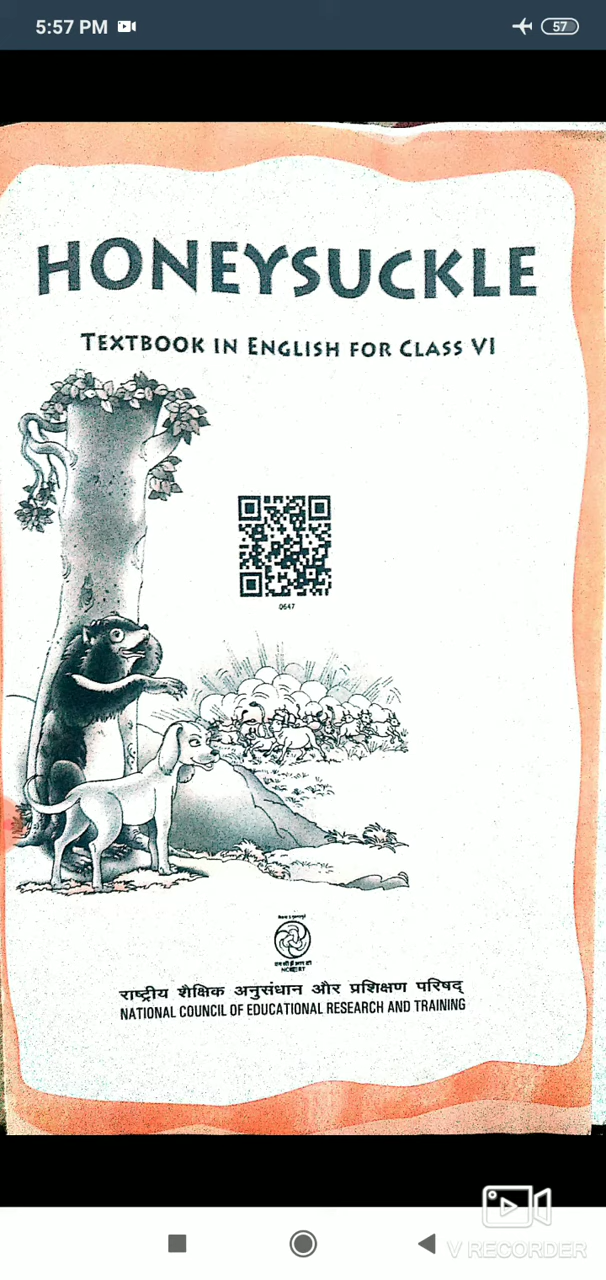 5:57 PM
57
HONEYSUCKLE
TEXTBOOK IN ENGLISH FOR CLASS VI
0647
NCERT
राष्ट्रीय शैक्षिक अनुसंधान और प्रशिक्षण परिषद्
NATIONAL COUNCIL OF EDUCATIONAL RESEARCH AND TRAINING
V RECORDER